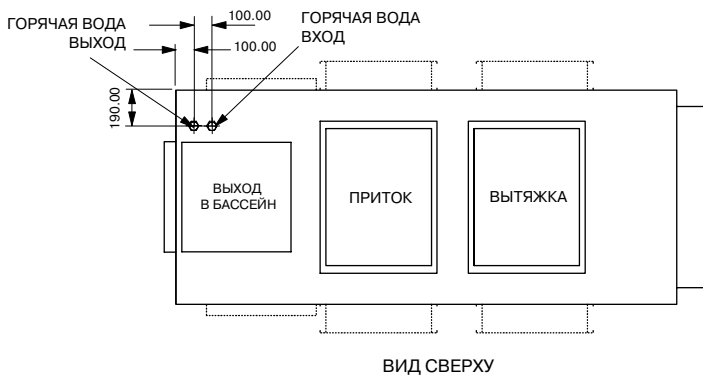 ГОРЯЧАЯ ВОДА
ВЫХОД
100.00
100.00
ГОРЯЧАЯ ВОДА
ВХОД
190.00
ВЫХОД
В БАССЕЙН
ПРИТОК
ВЫТЯЖКА
ВИД СВЕРХУ